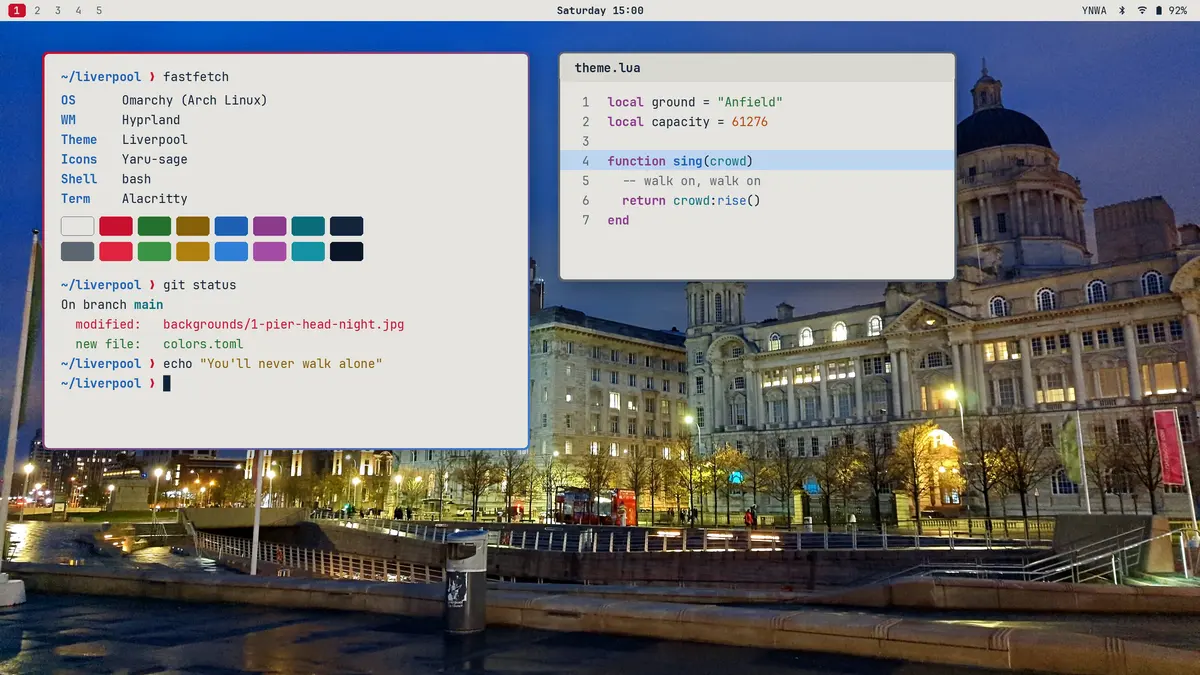 1 2 3 4 5
Saturday 15:00
YNWA 92%
~/liverpool ❯ fastfetch
OS Omarchy (Arch Linux)
WM Hyprland
Theme Liverpool
Icons Yaru-sage
Shell bash
Term Alacritty
~/liverpool ❯ git status
On branch main
modified: backgrounds/1-pier-head-night.jpg
new file: colors.toml
~/liverpool ❯ echo "You'll never walk alone"
~/liverpool ❯
theme.lua
1 local ground = "Anfield"
2 local capacity = 61276
3
4 function sing(crowd)
5 -- walk on, walk on
6 return crowd:rise()
7 end